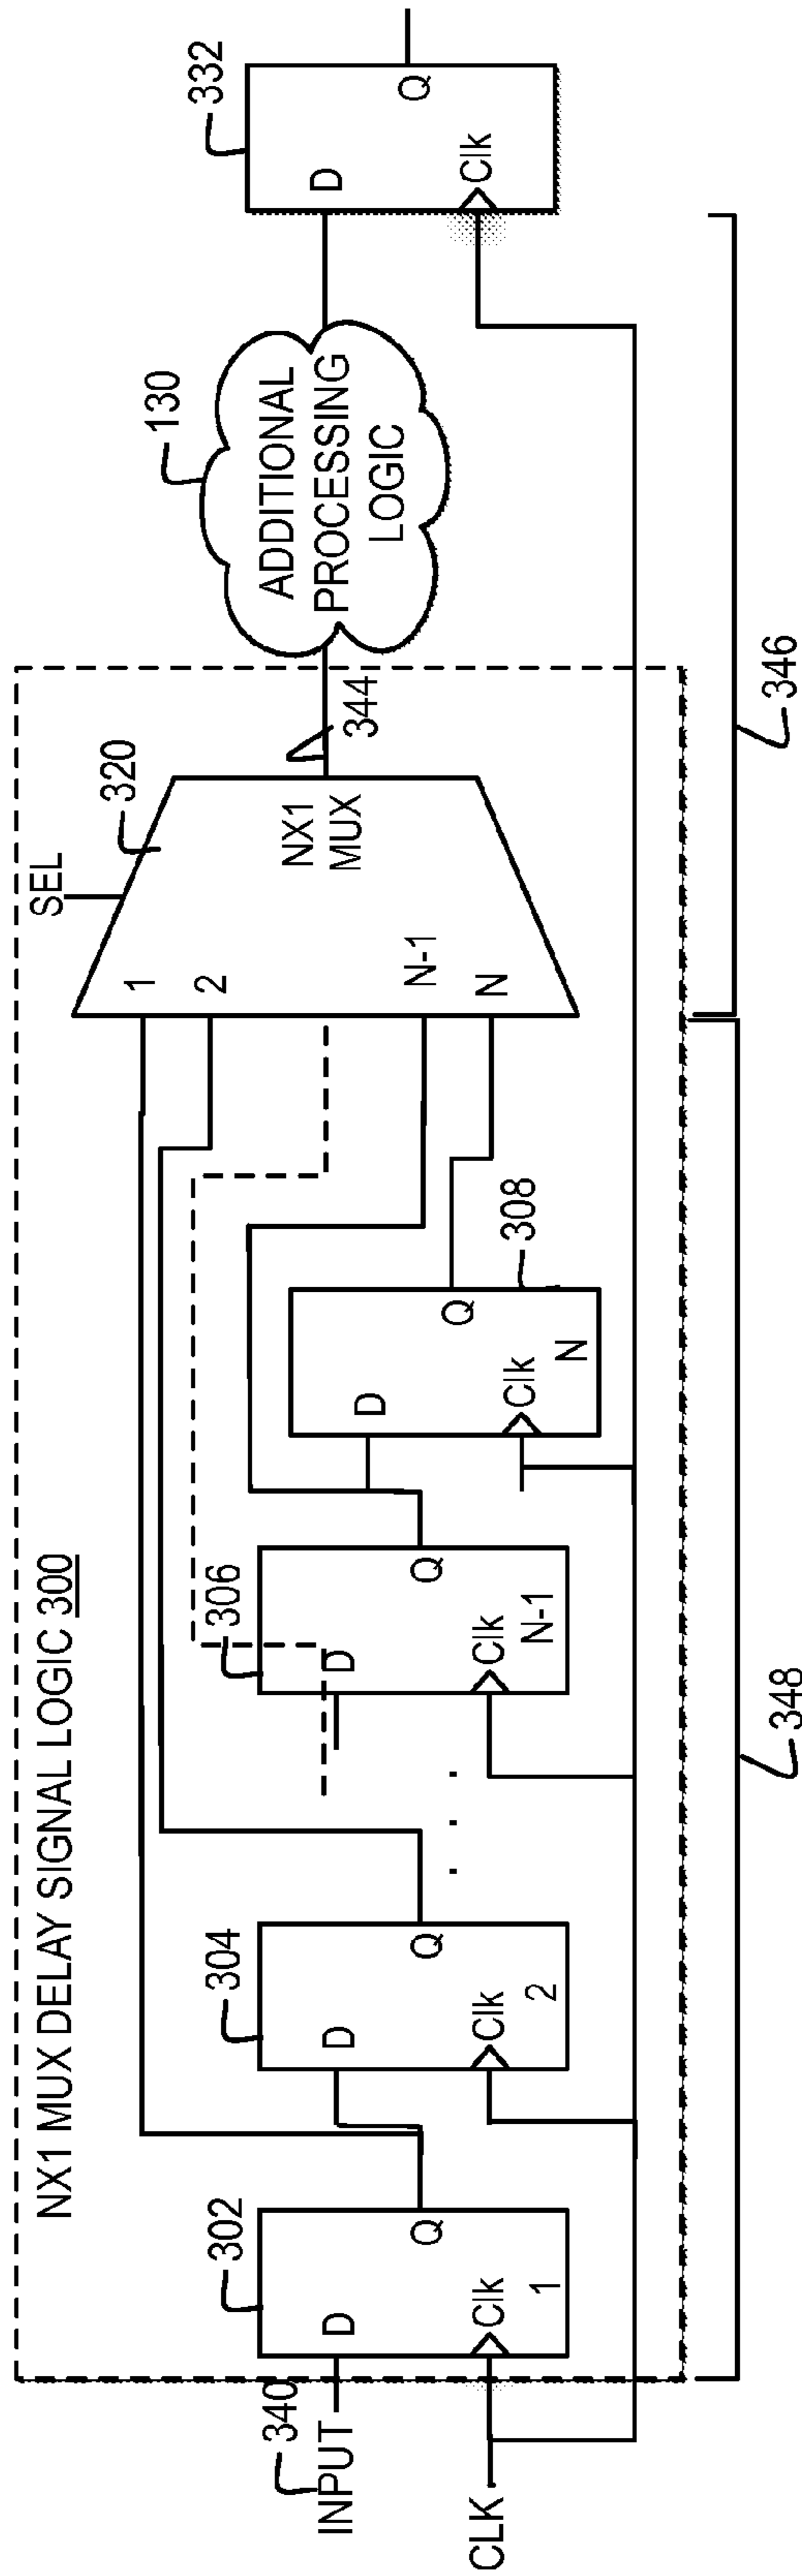 NX1 MUX DELAY SIGNAL LOGIC 300
340
INPUT
CLK
302
D
Q
Clk
1
304
D
Q
Clk
2
. . .
306
D
Q
Clk
N-1
308
D
Q
Clk
N
SEL
320
1
2
N-1
N
NX1
MUX
344
130
ADDITIONAL
PROCESSING
LOGIC
332
D
Q
Clk
348
346